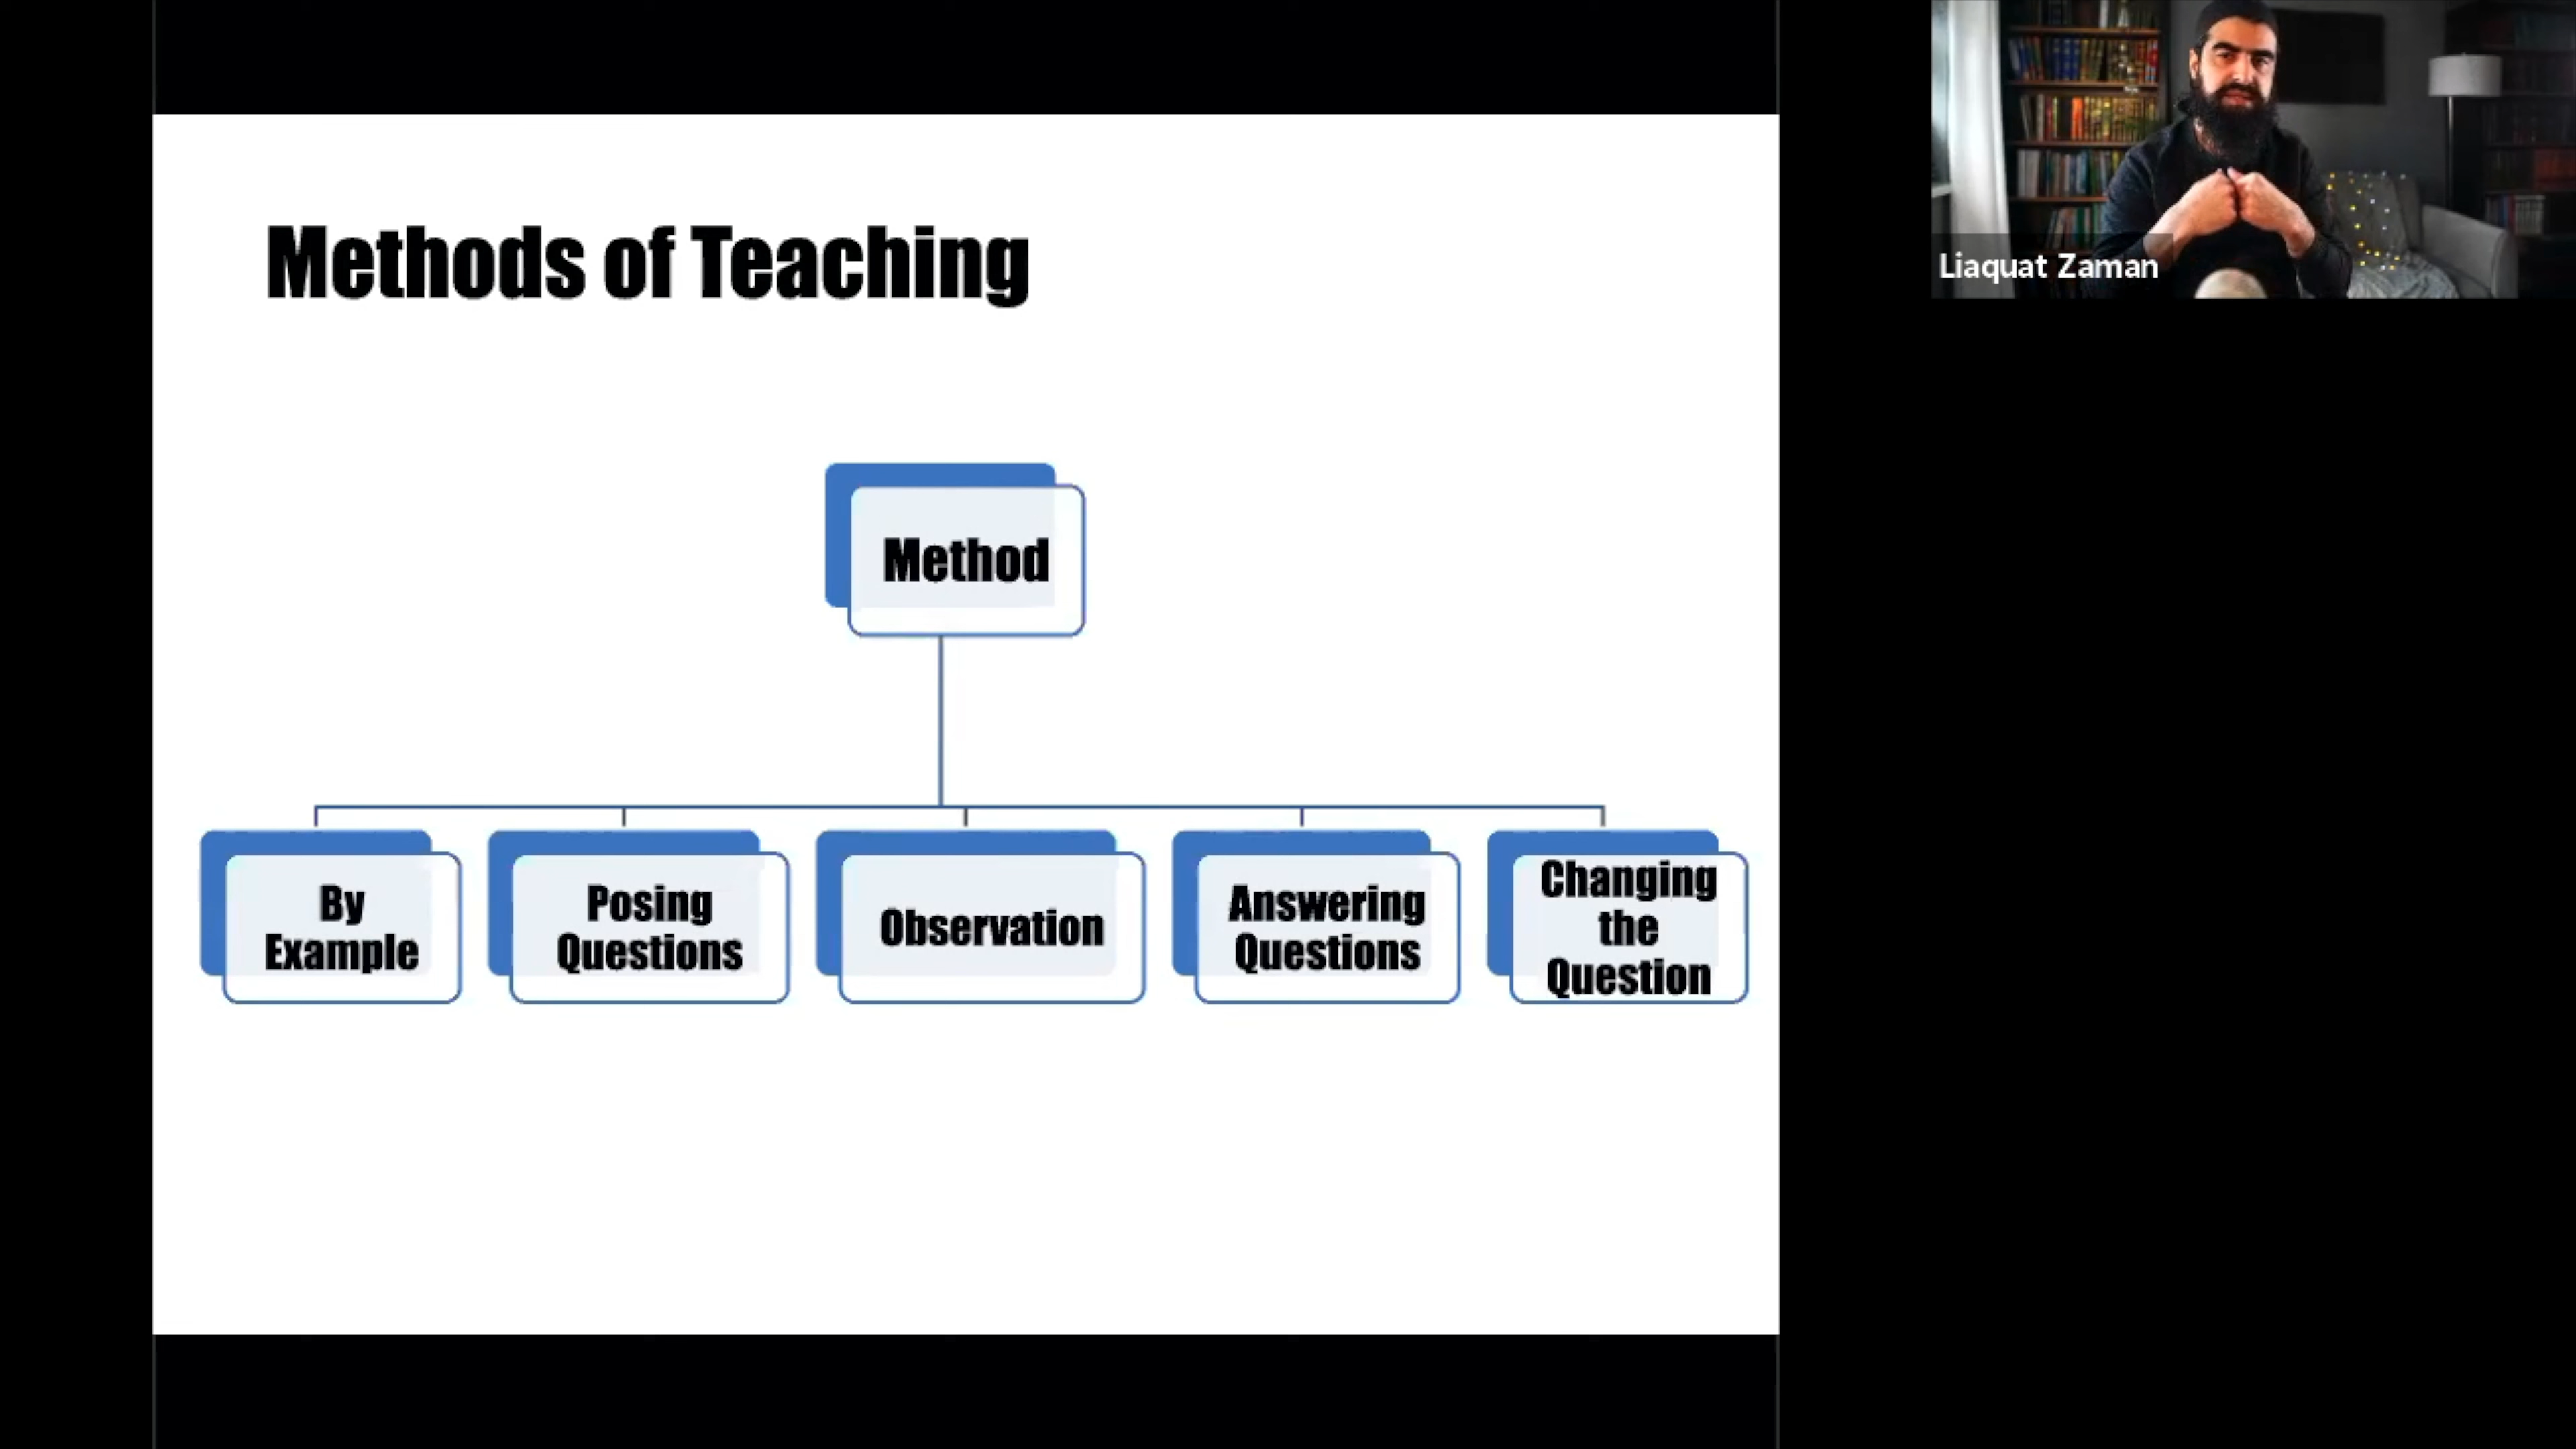 Methods of Teaching
Method
By
Example
Posing
Questions
Observation
Answering
Questions
Changing
the
Question
Liaquat Zaman